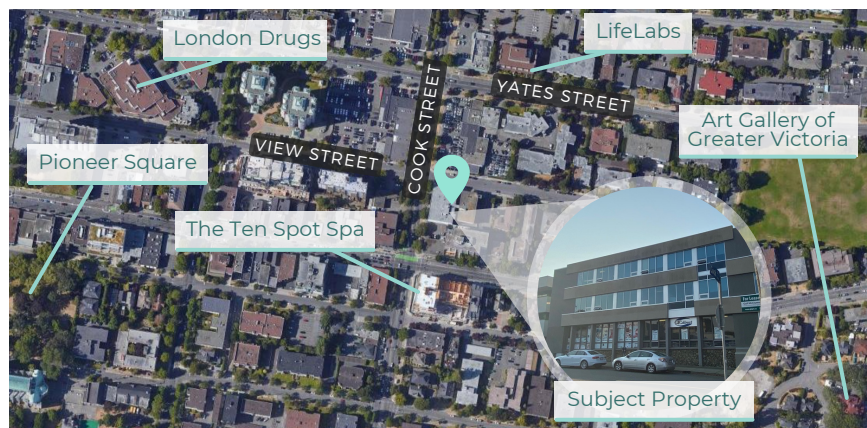 London Drugs
LifeLabs
YATES STREET
COOK STREET
Art Gallery of
Greater Victoria
VIEW STREET
Pioneer Square
The Ten Spot Spa
Subject Property